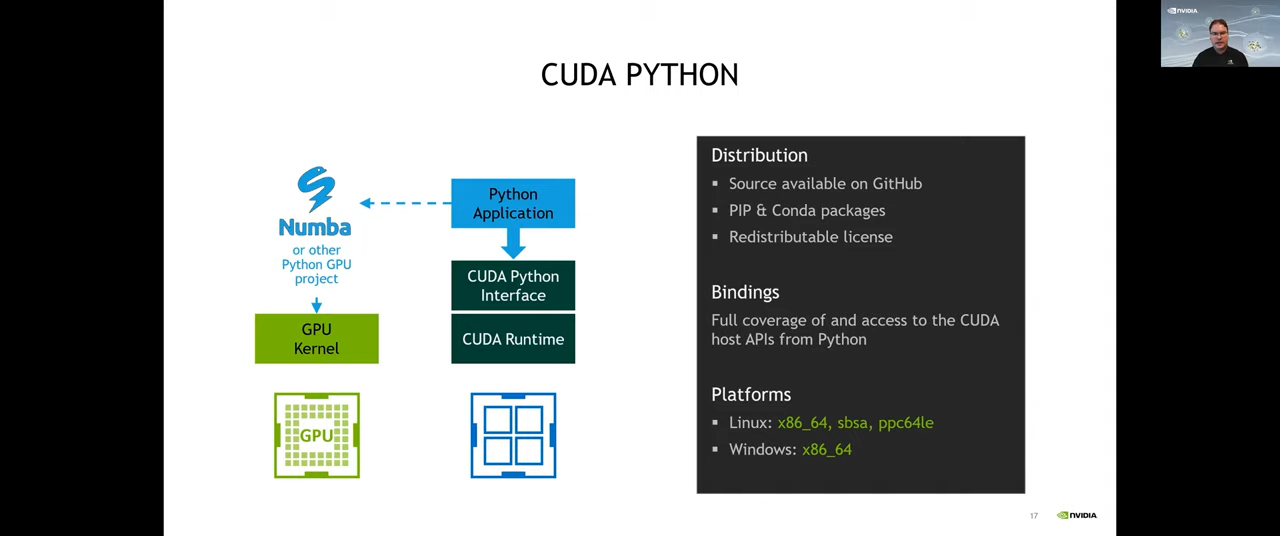 NVIDIA
CUDA PYTHON
Numba
or other
Python GPU
project
GPU
Kernel
GPU
Python
Application
CUDA Python
Interface
CUDA Runtime
Distribution
▪ Source available on GitHub
▪ PIP & Conda packages
▪ Redistributable license
Bindings
Full coverage of and access to the CUDA
host APIs from Python
Platforms
▪ Linux: x86_64, sbsa, ppc64le
▪ Windows: x86_64
17
NVIDIA